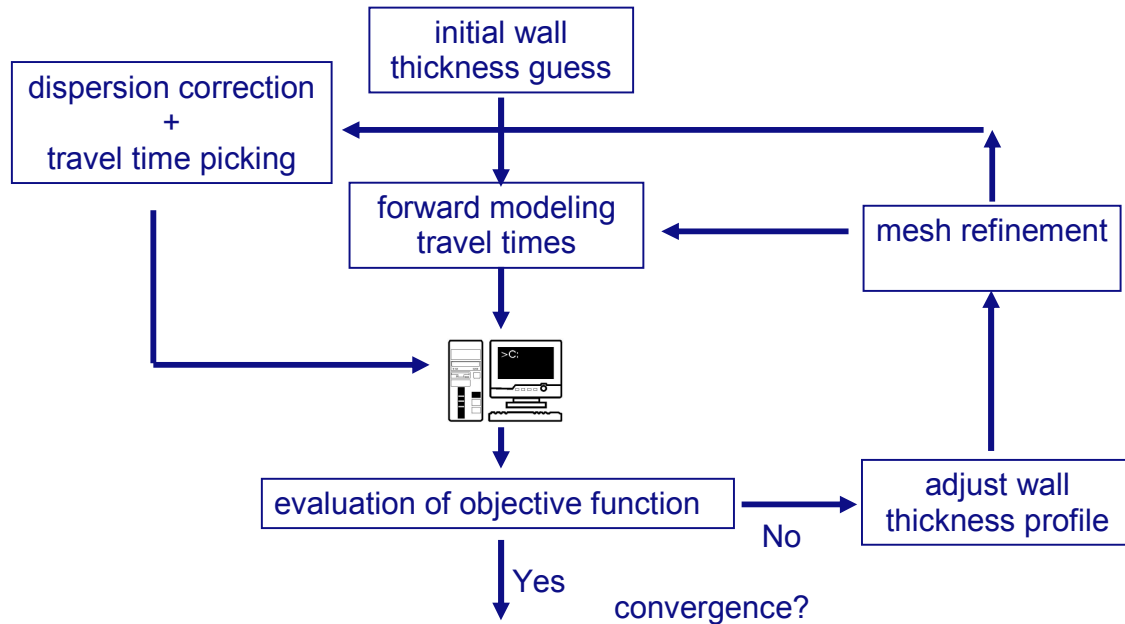 initial wall
thickness guess
dispersion correction
+
travel time picking
forward modeling
travel times
mesh refinement
>C:
evaluation of objective function
No
adjust wall
thickness profile
Yes
convergence?